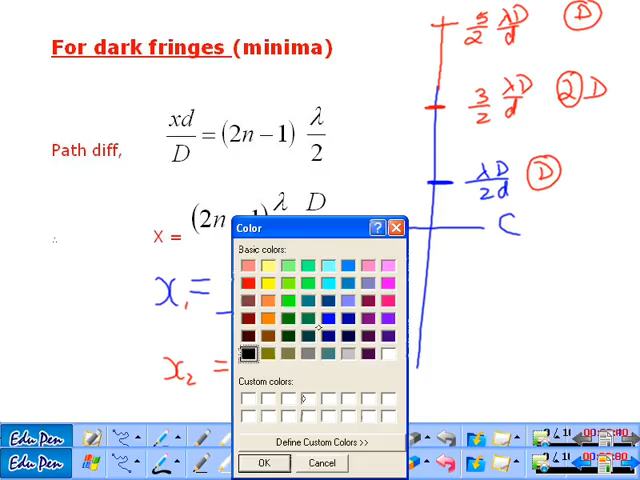 For dark fringes (minima)
5/2 λD/d D
3/2 λD/d 2 D
Path diff, xd/D = (2n − 1) λ/2
λD/2d D
∴ X = (2n λ D
C
x₁ =
x₂ =
Color
Basic colors:
Custom colors:
Define Custom Colors >>
OK Cancel
Edu Pen
Edu Pen